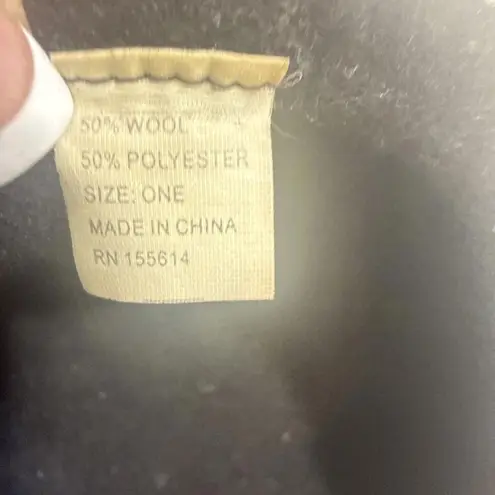 50% WOOL
50% POLYESTER
SIZE: ONE
MADE IN CHINA
RN 155614